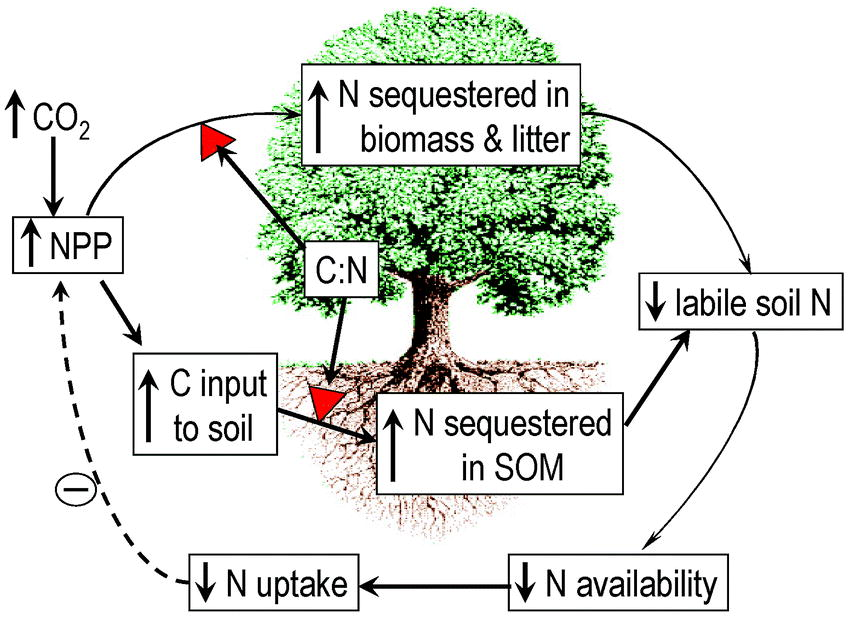 ↑ CO₂
↑ N sequestered in
biomass & litter
↑ NPP
C:N
↓ labile soil N
↑ C input
to soil
↑ N sequestered
in SOM
−
↓ N uptake
↓ N availability